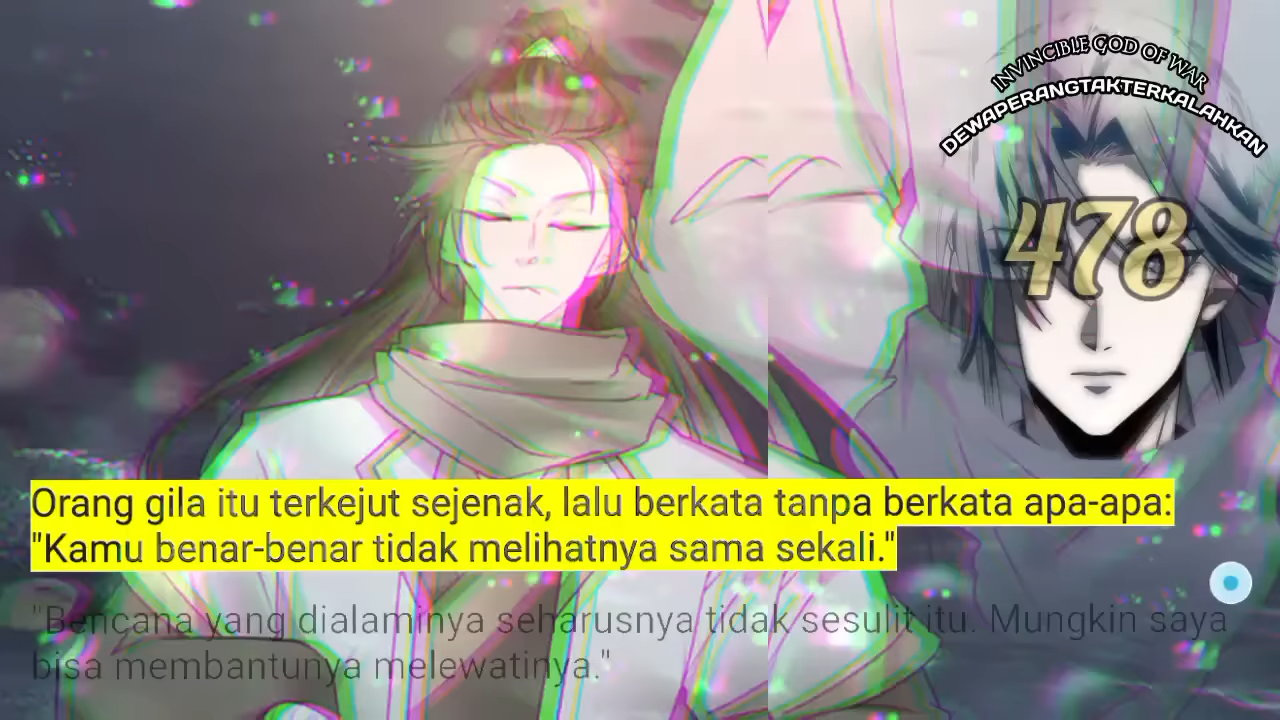 INVINCIBLE GOD OF WAR
DEWAPERANGTAKTERKALAHKAN
478
Orang gila itu terkejut sejenak, lalu berkata tanpa berkata apa-apa:
"Kamu benar-benar tidak melihatnya sama sekali."
"Bencana yang dialaminya seharusnya tidak sesulit itu. Mungkin saya
bisa membantunya melewatinya."